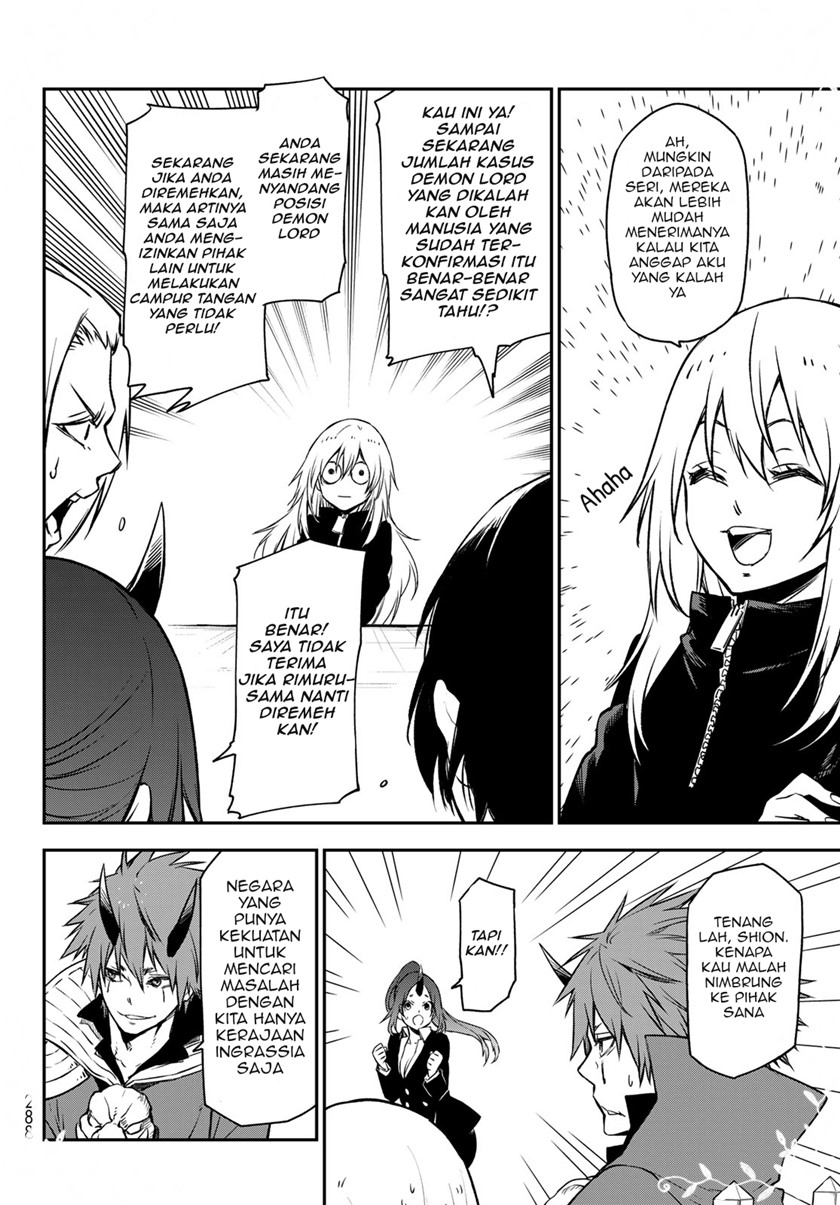 AH,
MUNGKIN
DARIPADA
SERI, MEREKA
AKAN LEBIH
MUDAH
MENERIMANYA
KALAU KITA
ANGGAP AKU
YANG KALAH
YA
Ahaha
KAU INI YA!
SAMPAI
SEKARANG
JUMLAH KASUS
DEMON LORD
YANG DIKALAH
KAN OLEH
MANUSIA YANG
SUDAH TER-
KONFIRMASI ITU
BENAR-BENAR
SANGAT SEDIKIT
TAHU!?
ANDA
SEKARANG
MASIH ME-
NYANDANG
POSISI
DEMON
LORD
SEKARANG
JIKA ANDA
DIREMEHKAN,
MAKA ARTINYA
SAMA SAJA
ANDA MENG-
IZINKAN PIHAK
LAIN UNTUK
MELAKUKAN
CAMPUR TANGAN
YANG TIDAK
PERLU!
ITU
BENAR!
SAYA TIDAK
TERIMA
JIKA RIMURU-
SAMA NANTI
DIREMEH
KAN!
TENANG
LAH, SHION.
KENAPA
KAU MALAH
NIMBRUNG
KE PIHAK
SANA
TAPI
KAN!!
NEGARA
YANG
PUNYA
KEKUATAN
UNTUK
MENCARI
MASALAH
DENGAN
KITA HANYA
KERAJAAN
INGRASSIA
SAJA